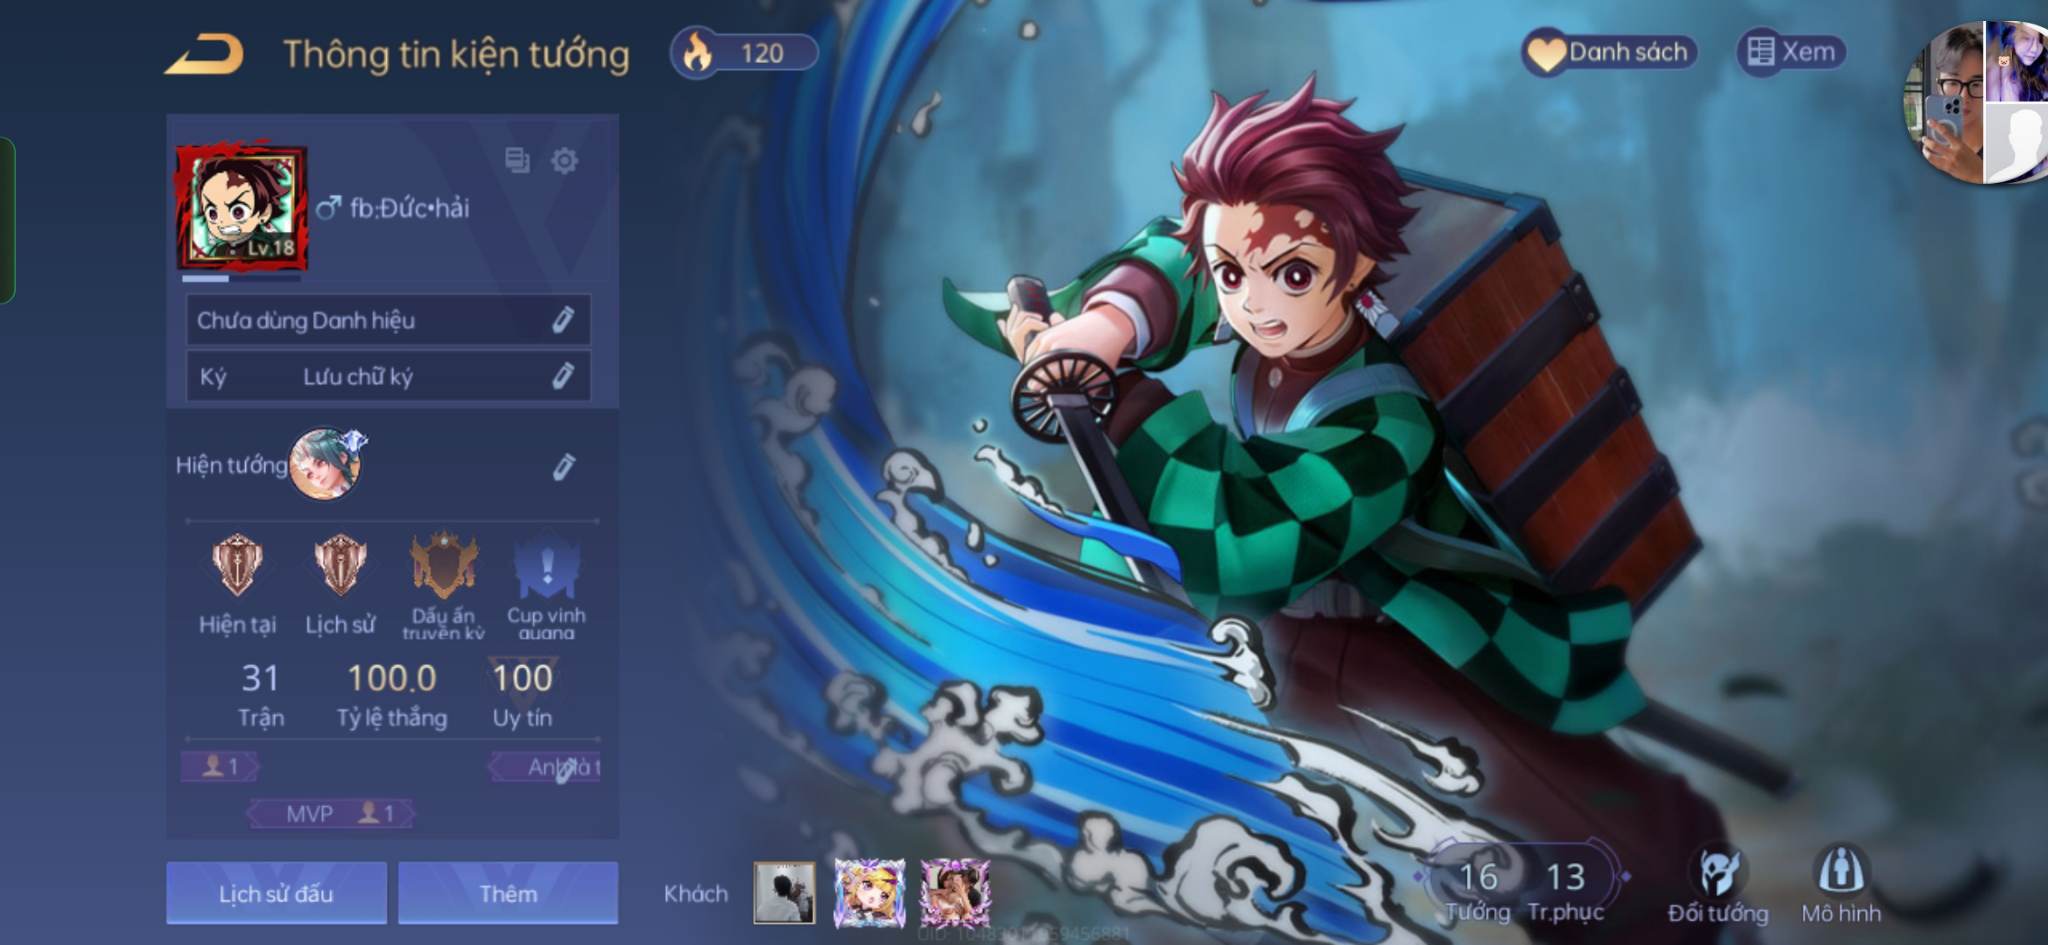 Thông tin kiện tướng
120
Danh sách
Xem
Lv.18
fb:Đức•hải
Chưa dùng Danh hiệu
Ký Lưu chữ ký
Hiện tướng
Hiện tại
Lịch sử
Dấu ấn
truyền kỳ
Cup vinh
quang
31
100.0
100
Trận
Tỷ lệ thắng
Uy tín
1
MVP 1
Lịch sử đấu
Thêm
Khách
16
13
Tướng
Tr.phục
Đổi tướng
Mô hình